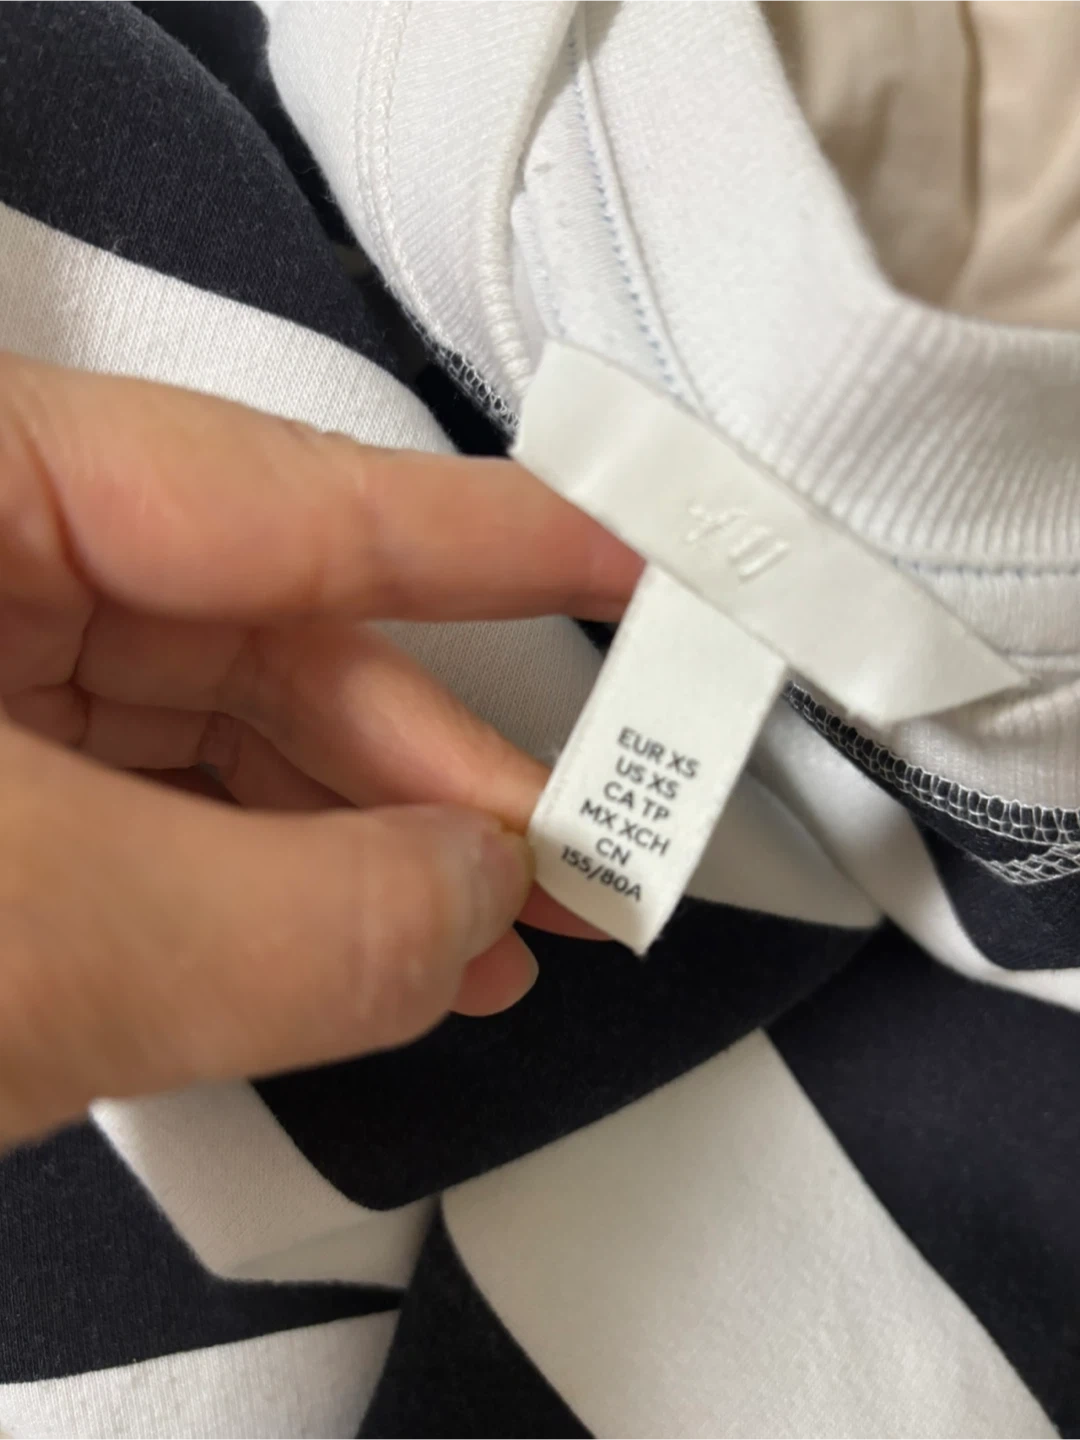 H&M
EUR XS
US XS
CA TP
MX XCH
CN
155/80A